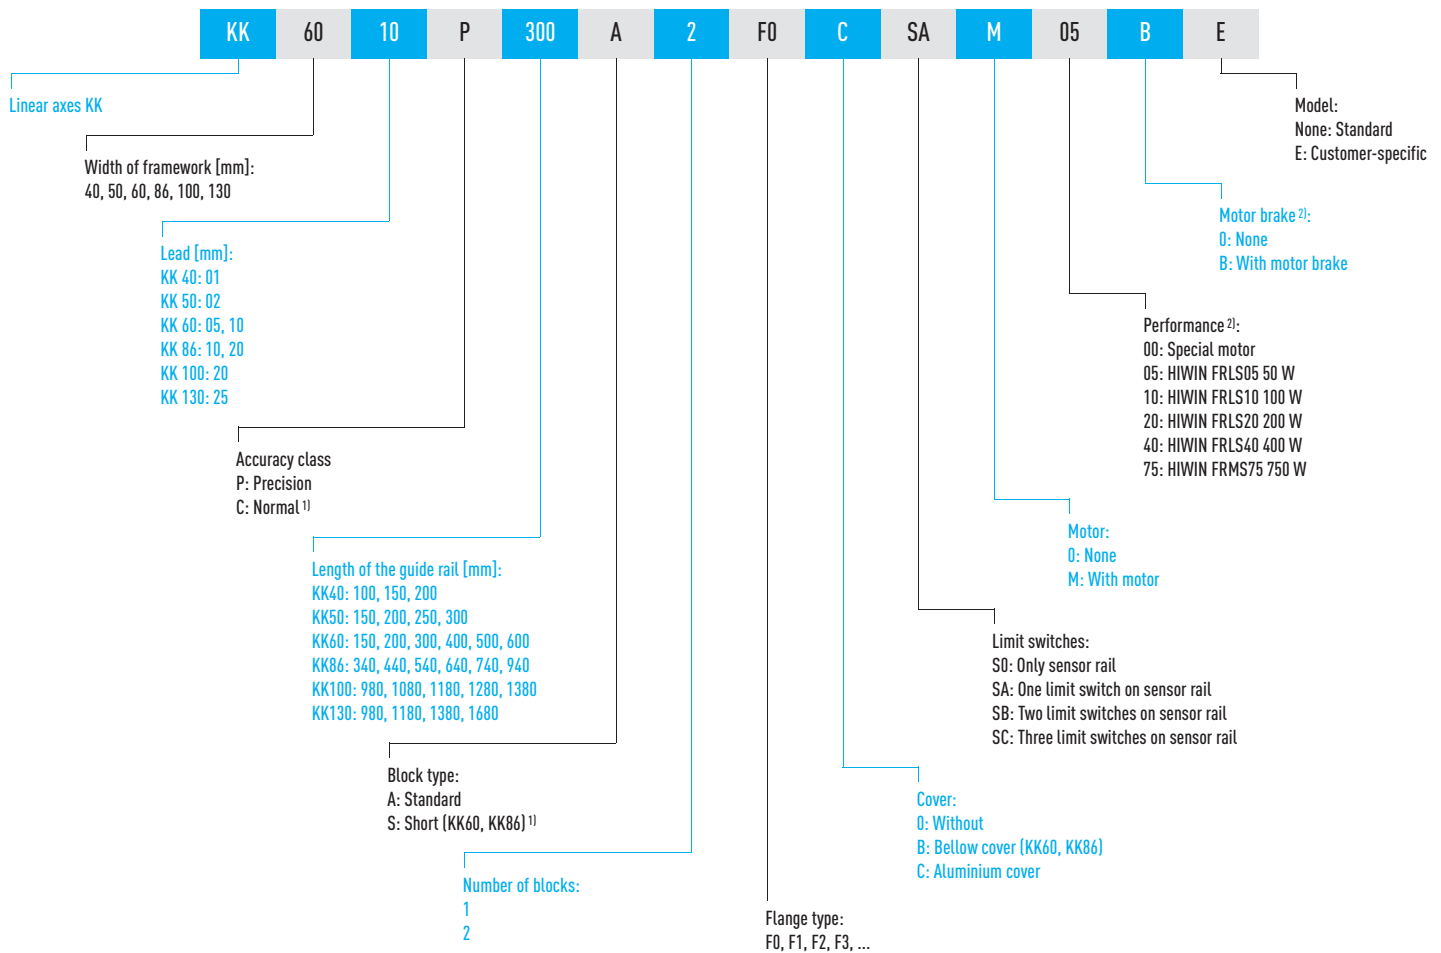 KK 60 10 P 300 A 2 F0 C SA M 05 B E
Linear axes KK
Width of framework [mm]:
40, 50, 60, 86, 100, 130
Lead [mm]:
KK 40: 01
KK 50: 02
KK 60: 05, 10
KK 86: 10, 20
KK 100: 20
KK 130: 25
Accuracy class
P: Precision
C: Normal 1)
Length of the guide rail [mm]:
KK40: 100, 150, 200
KK50: 150, 200, 250, 300
KK60: 150, 200, 300, 400, 500, 600
KK86: 340, 440, 540, 640, 740, 940
KK100: 980, 1080, 1180, 1280, 1380
KK130: 980, 1180, 1380, 1680
Block type:
A: Standard
S: Short (KK60, KK86) 1)
Number of blocks:
1
2
Flange type:
F0, F1, F2, F3, ...
Cover:
0: Without
B: Bellow cover (KK60, KK86)
C: Aluminium cover
Limit switches:
S0: Only sensor rail
SA: One limit switch on sensor rail
SB: Two limit switches on sensor rail
SC: Three limit switches on sensor rail
Motor:
0: None
M: With motor
Performance 2):
00: Special motor
05: HIWIN FRLS05 50 W
10: HIWIN FRLS10 100 W
20: HIWIN FRLS20 200 W
40: HIWIN FRLS40 400 W
75: HIWIN FRMS75 750 W
Motor brake 2):
0: None
B: With motor brake
Model:
None: Standard
E: Customer-specific